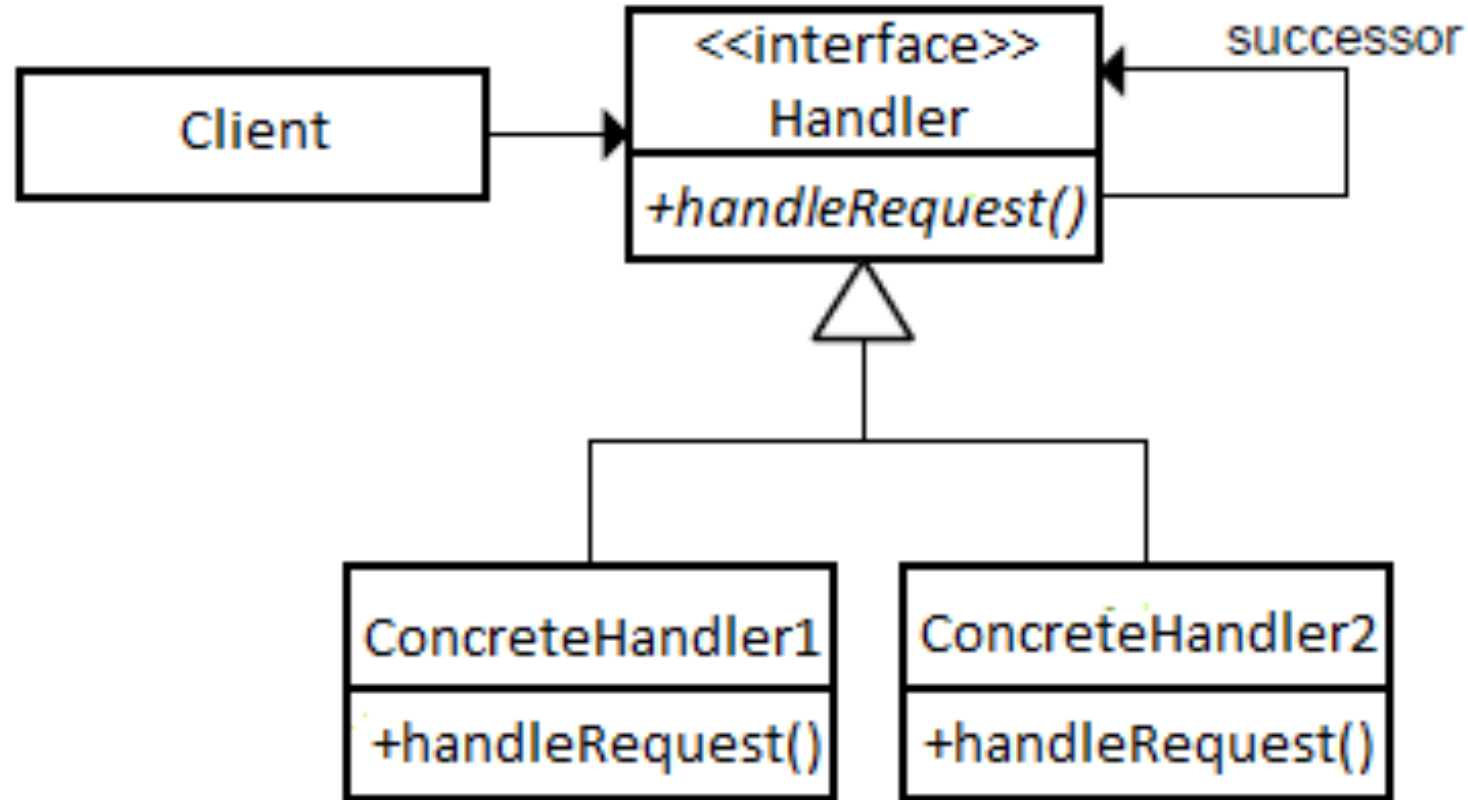 <<interface>>
Handler
successor
Client
+handleRequest()
ConcreteHandler1
ConcreteHandler2
+handleRequest()
+handleRequest()